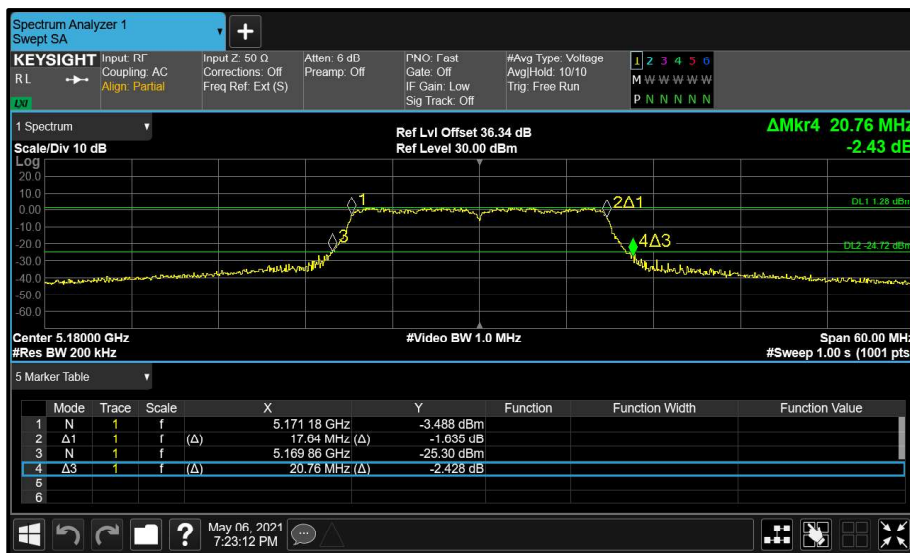 Spectrum Analyzer 1
Swept SA
KEYSIGHT
RL
LXI
Input: RF
Coupling: AC
Align: Partial
Input Z: 50 Ω
Corrections: Off
Freq Ref: Ext (S)
Atten: 6 dB
Preamp: Off
PNO: Fast
Gate: Off
IF Gain: Low
Sig Track: Off
#Avg Type: Voltage
Avg|Hold: 10/10
Trig: Free Run
1 2 3 4 5 6
M W W W W W
P N N N N N
1 Spectrum
Scale/Div 10 dB
Ref Lvl Offset 36.34 dB
Ref Level 30.00 dBm
ΔMkr4 20.76 MHz
-2.43 dB
Log
20.0
10.0
0.00
-10.0
-20.0
-30.0
-40.0
-50.0
-60.0
1
2Δ1
DL1 1.28 dBm
3
4Δ3
DL2 -24.72 dBm
Center 5.18000 GHz
#Video BW 1.0 MHz
Span 60.00 MHz
#Res BW 200 kHz
#Sweep 1.00 s (1001 pts
5 Marker Table
Mode Trace Scale X Y Function Function Width Function Value
1 N 1 f 5.171 18 GHz -3.488 dBm
2 Δ1 1 f (Δ) 17.64 MHz (Δ) -1.635 dB
3 N 1 f 5.169 86 GHz -25.30 dBm
4 Δ3 1 f (Δ) 20.76 MHz (Δ) -2.428 dB
5
6
?
May 06, 2021
7:23:12 PM